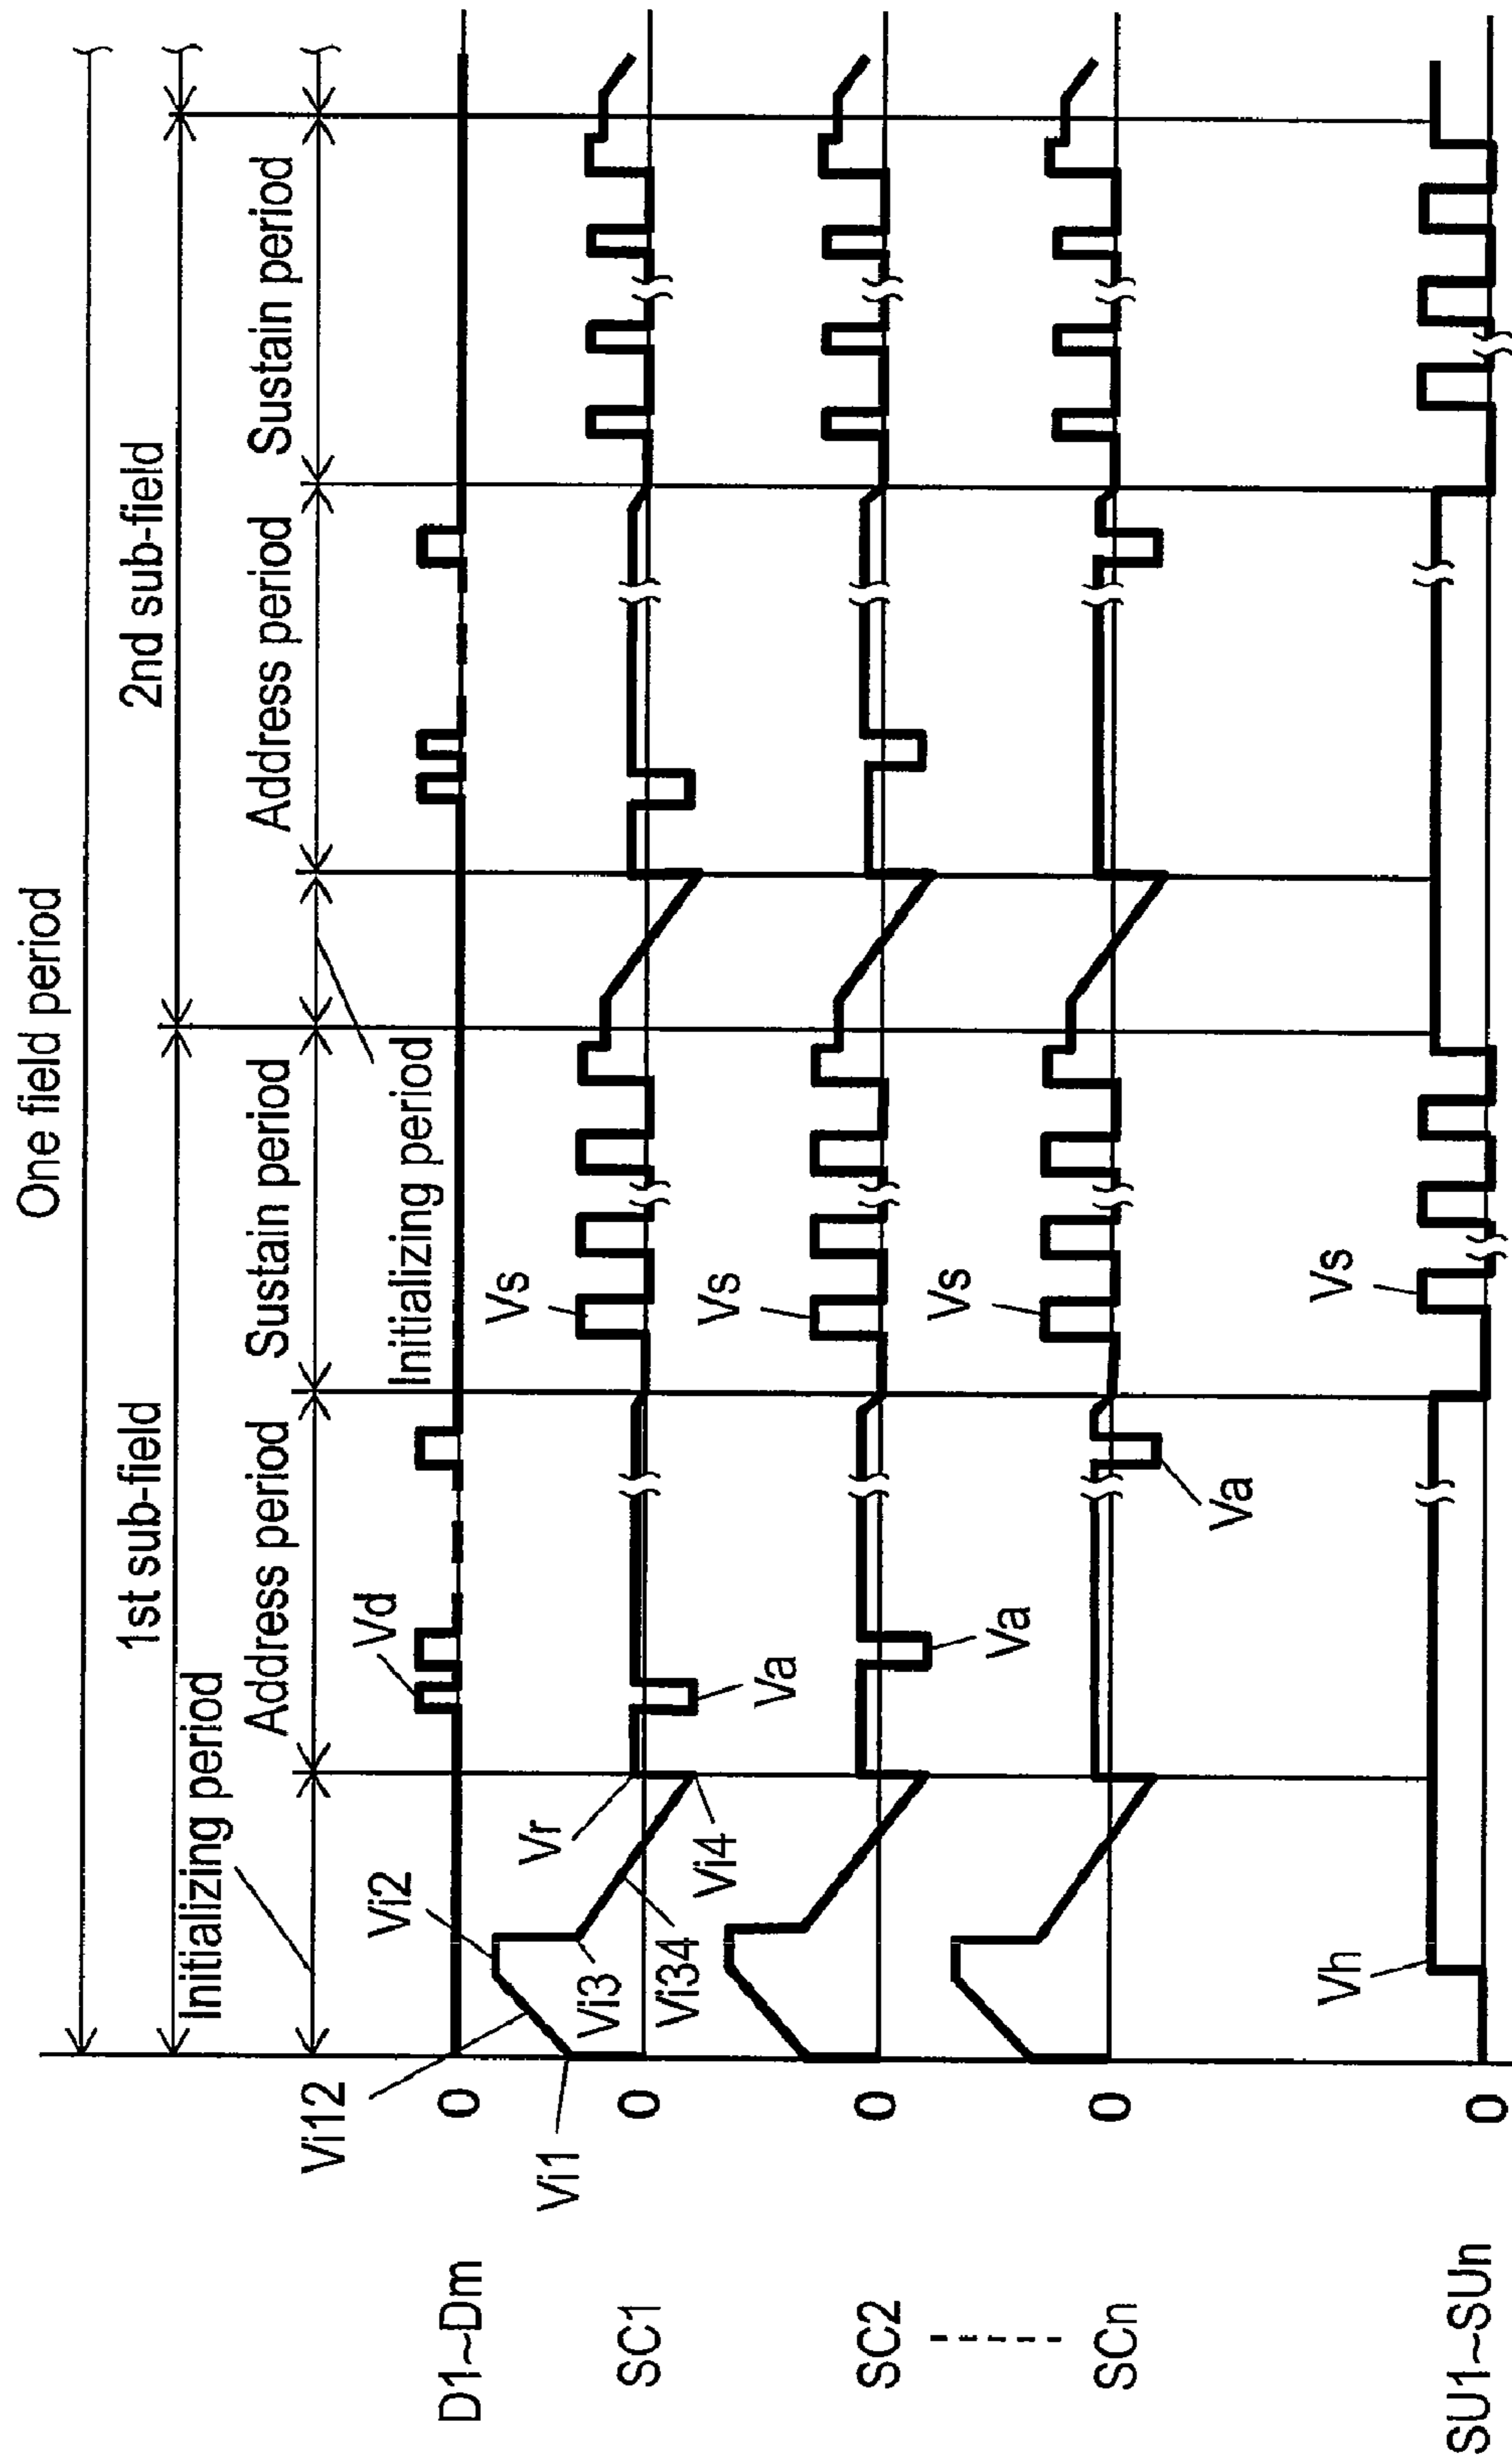 One field period
1st sub-field
2nd sub-field
Initializing period
Address period
Sustain period
Initializing period
Address period
Sustain period
Vi12
Vi2
Vd
D1~Dm
0
Vi1
Vi3
Vi34
Vr
Vi4
Va
Vs
SC1
0
Va
Vs
SC2
0
Va
Vs
SCn
0
Vh
Vs
SU1~SUn
0